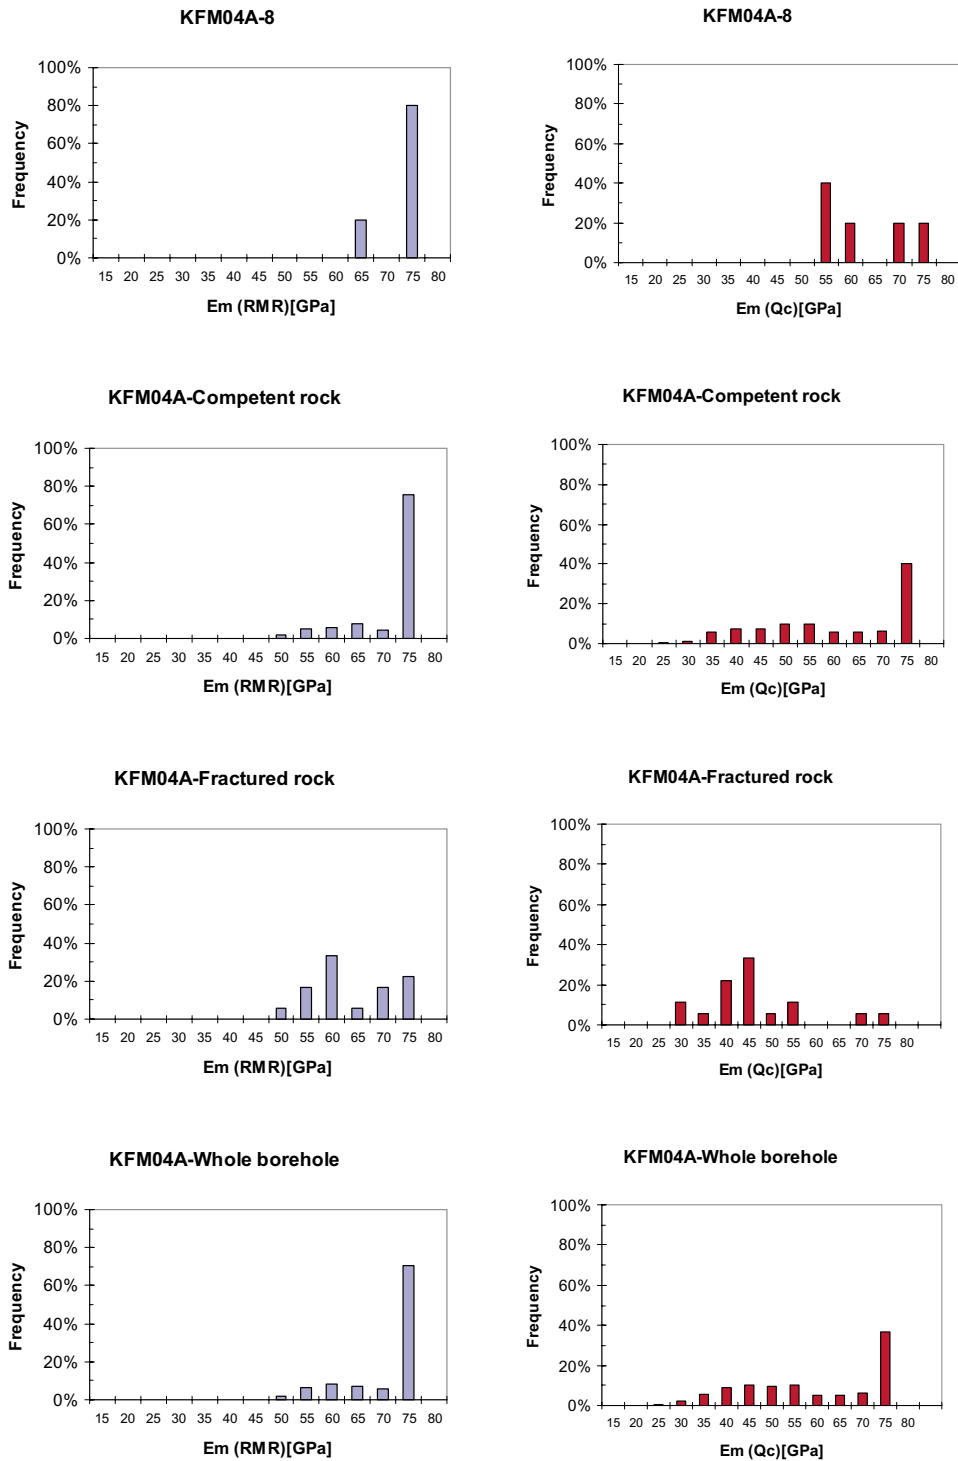 KFM04A-8
100%
80%
60%
40%
20%
0%
Frequency
15 20 25 30 35 40 45 50 55 60 65 70 75 80
Em (RMR)[GPa]
KFM04A-8
100%
80%
60%
40%
20%
0%
Frequency
15 20 25 30 35 40 45 50 55 60 65 70 75 80
Em (Qc)[GPa]
KFM04A-Competent rock
100%
80%
60%
40%
20%
0%
Frequency
15 20 25 30 35 40 45 50 55 60 65 70 75 80
Em (RMR)[GPa]
KFM04A-Competent rock
100%
80%
60%
40%
20%
0%
Frequency
15 20 25 30 35 40 45 50 55 60 65 70 75 80
Em (Qc)[GPa]
KFM04A-Fractured rock
100%
80%
60%
40%
20%
0%
Frequency
15 20 25 30 35 40 45 50 55 60 65 70 75 80
Em (RMR)[GPa]
KFM04A-Fractured rock
100%
80%
60%
40%
20%
0%
Frequency
15 20 25 30 35 40 45 50 55 60 65 70 75 80
Em (Qc)[GPa]
KFM04A-Whole borehole
100%
80%
60%
40%
20%
0%
Frequency
15 20 25 30 35 40 45 50 55 60 65 70 75 80
Em (RMR)[GPa]
KFM04A-Whole borehole
100%
80%
60%
40%
20%
0%
Frequency
15 20 25 30 35 40 45 50 55 60 65 70 75 80
Em (Qc)[GPa]